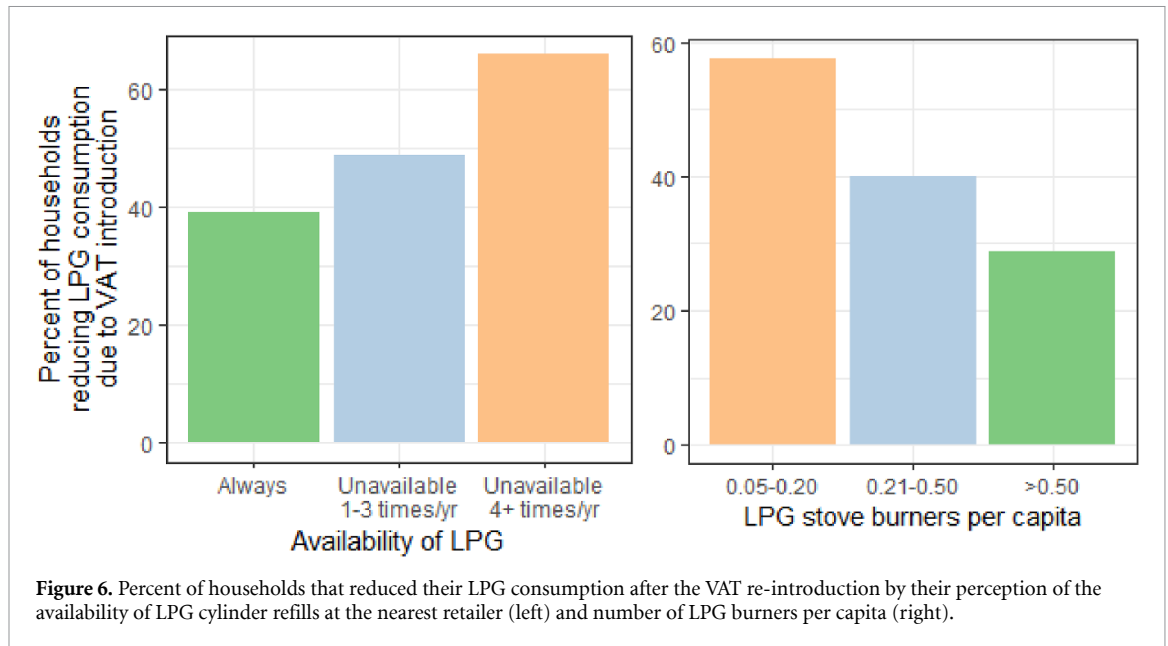 Percent of households
reducing LPG consumption
due to VAT introduction
60
40
20
0
Always
Unavailable
1-3 times/yr
Unavailable
4+ times/yr
Availability of LPG
60
40
20
0
0.05-0.20
0.21-0.50
>0.50
LPG stove burners per capita
Figure 6. Percent of households that reduced their LPG consumption after the VAT re-introduction by their perception of the
availability of LPG cylinder refills at the nearest retailer (left) and number of LPG burners per capita (right).